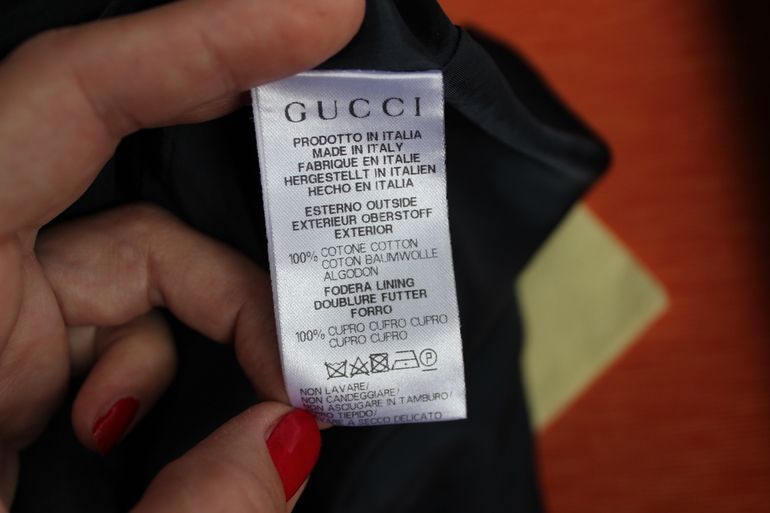 GUCCI
PRODOTTO IN ITALIA
MADE IN ITALY
FABRIQUE EN ITALIE
HERGESTELLT IN ITALIEN
HECHO EN ITALIA
ESTERNO OUTSIDE
EXTERIEUR OBERSTOFF
EXTERIOR
100% COTONE COTTON
COTON BAUMWOLLE
ALGODON
FODERA LINING
DOUBLURE FUTTER
FORRO
100% CUPRO CUFRO CUPRO
CUPRO CUFRO
P
NON LAVARE/
NON CANDEGGIARE/
NON ASCIUGARE IN TAMBURO/
TIEPIDO/
A SECCO DELICATO